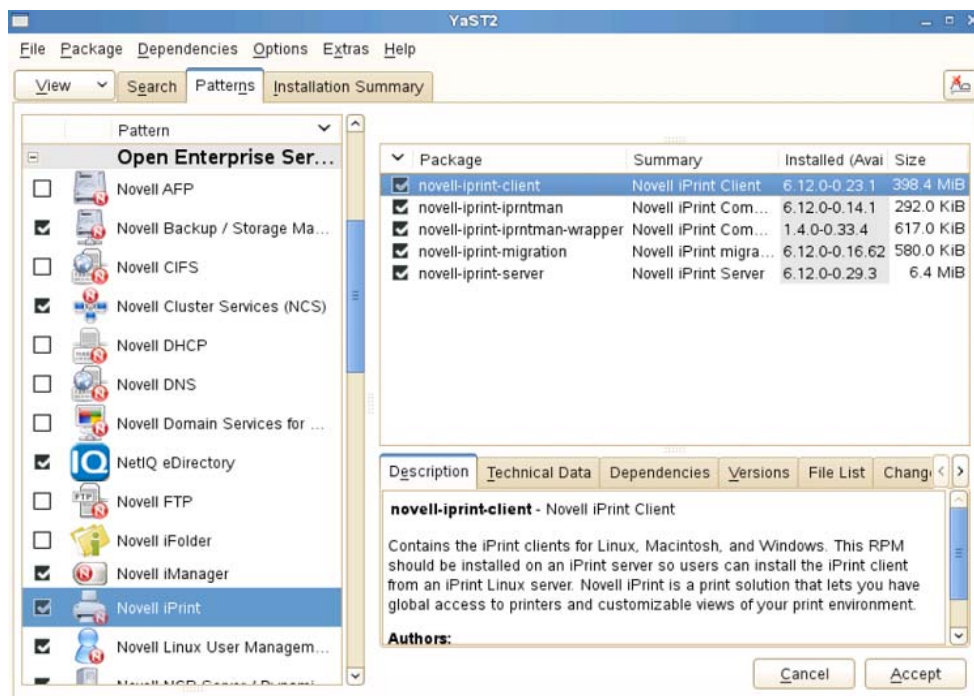 YaST2
File Package Dependencies Options Extras Help
View Search Patterns Installation Summary
Pattern
Open Enterprise Ser...
Novell AFP
Novell Backup / Storage Ma...
Novell CIFS
Novell Cluster Services (NCS)
Novell DHCP
Novell DNS
Novell Domain Services for ...
NetIQ eDirectory
Novell FTP
Novell iFolder
Novell iManager
Novell iPrint
Novell Linux User Managem...
Package Summary Installed (Avai Size
novell-iprint-client Novell iPrint Client 6.12.0-0.23.1 398.4 MiB
novell-iprint-iprntman Novell iPrint Com... 6.12.0-0.14.1 292.0 KiB
novell-iprint-iprntman-wrapper Novell iPrint Com... 1.4.0-0.33.4 617.0 KiB
novell-iprint-migration Novell iPrint migra... 6.12.0-0.16.62 580.0 KiB
novell-iprint-server Novell iPrint Server 6.12.0-0.29.3 6.4 MiB
Description Technical Data Dependencies Versions File List Chang
novell-iprint-client - Novell iPrint Client
Contains the iPrint clients for Linux, Macintosh, and Windows. This RPM
should be installed on an iPrint server so users can install the iPrint client
from an iPrint Linux server. Novell iPrint is a print solution that lets you have
global access to printers and customizable views of your print environment.
Authors:
Cancel Accept